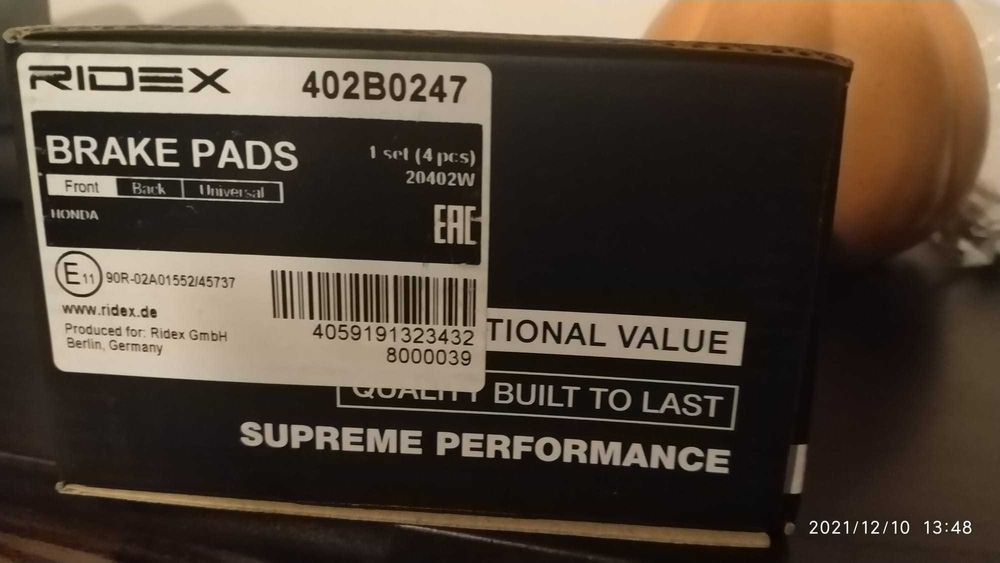 RIDEX 402B0247
BRAKE PADS
1 set (4 pcs)
20402W
Front Back Universal
HONDA
EAC
E11 90R-02A01552/45737
www.ridex.de
Produced for: Ridex GmbH
Berlin, Germany
4059191323432
8000039
TIONAL VALUE
QUALITY BUILT TO LAST
SUPREME PERFORMANCE
2021/12/10 13:48